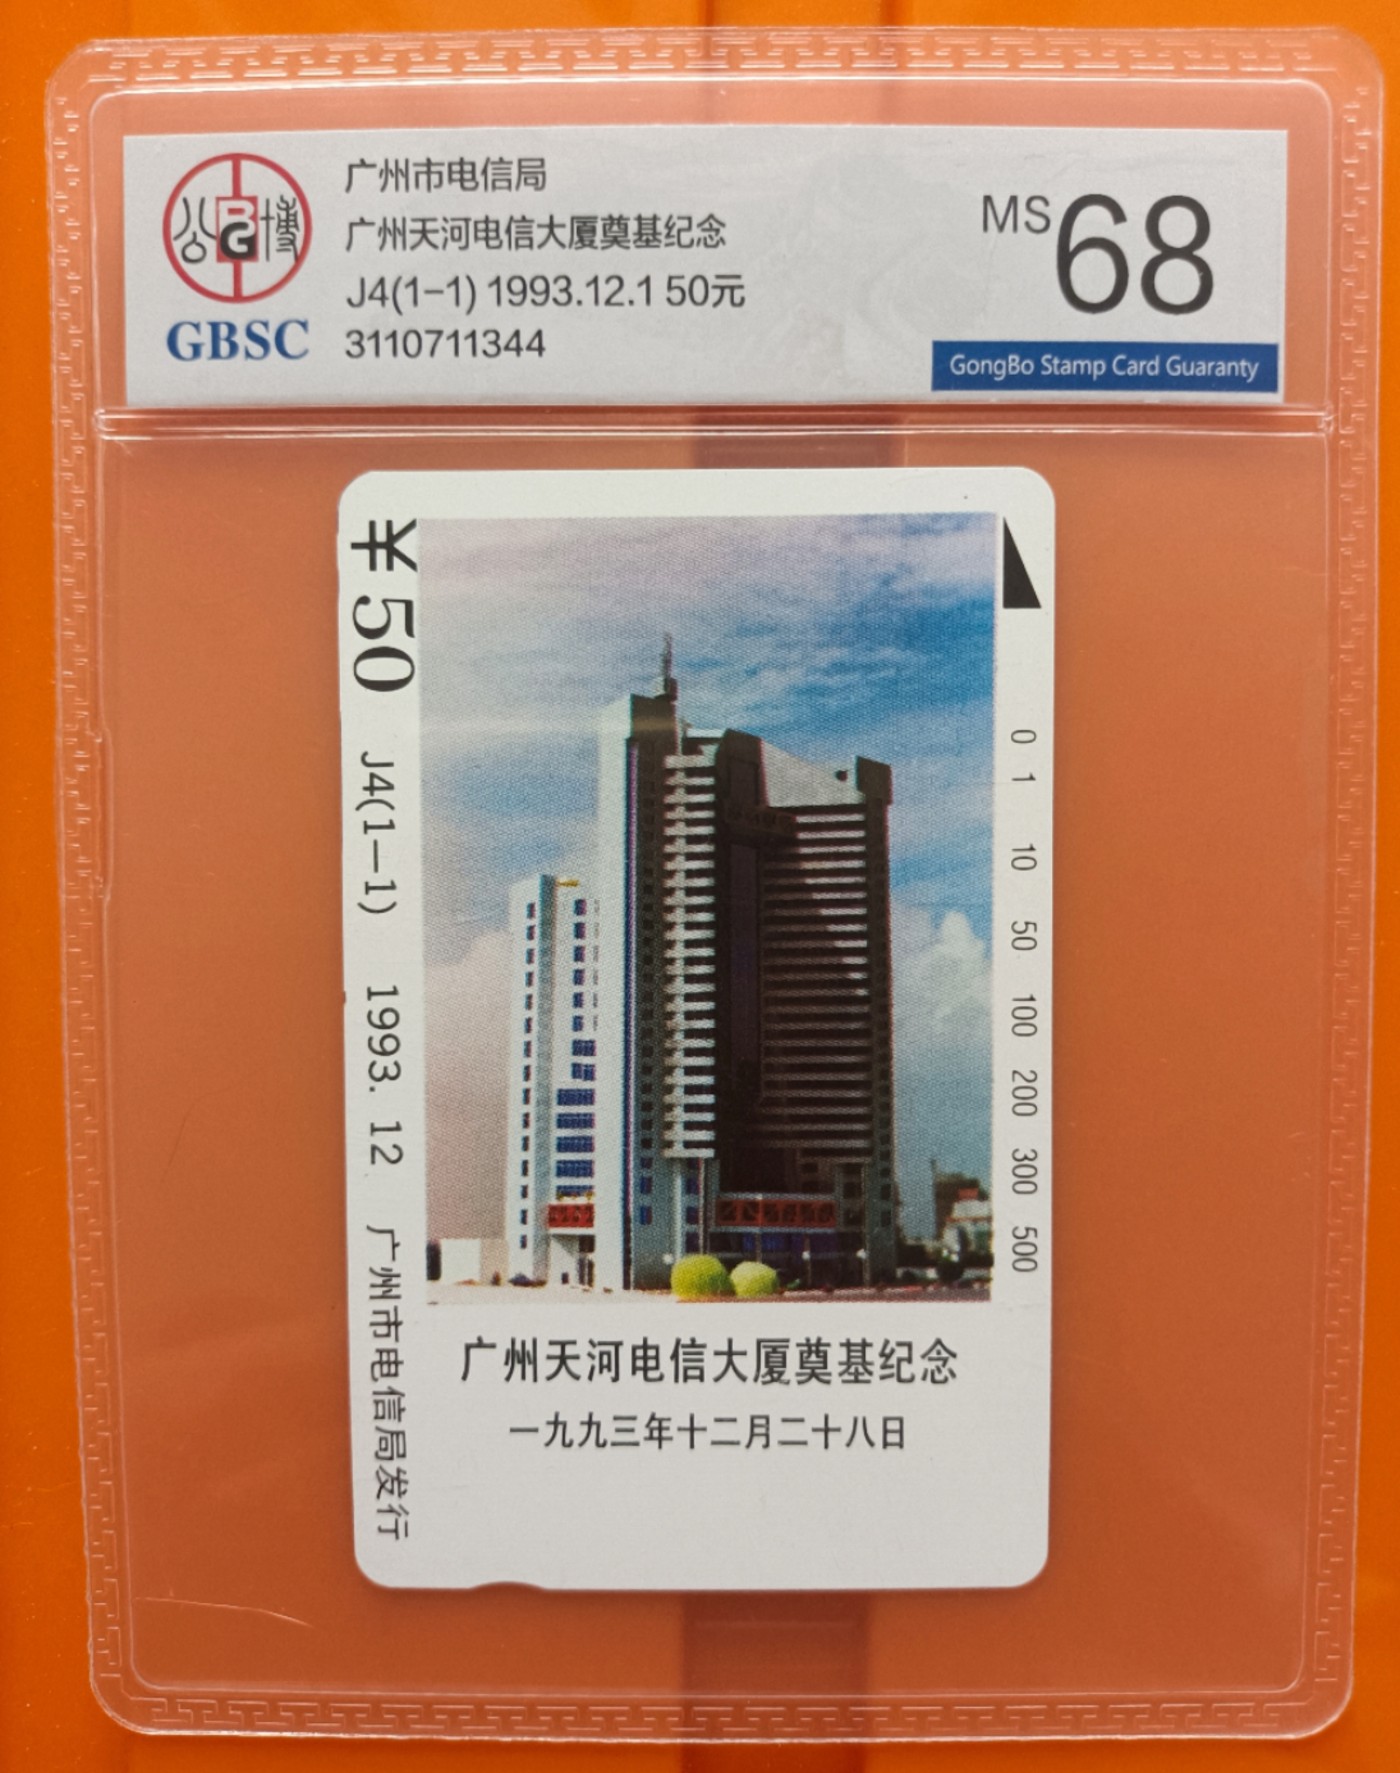 公博
BG
GBSC
广州市电信局
广州天河电信大厦奠基纪念
J4(1-1) 1993.12.1 50元
3110711344
MS68
GongBo Stamp Card Guaranty
¥50 J4(1—1) 1993. 12 广州市电信局发行
0 1 10 50 100 200 300 500
广州天河电信大厦奠基纪念
一九九三年十二月二十八日